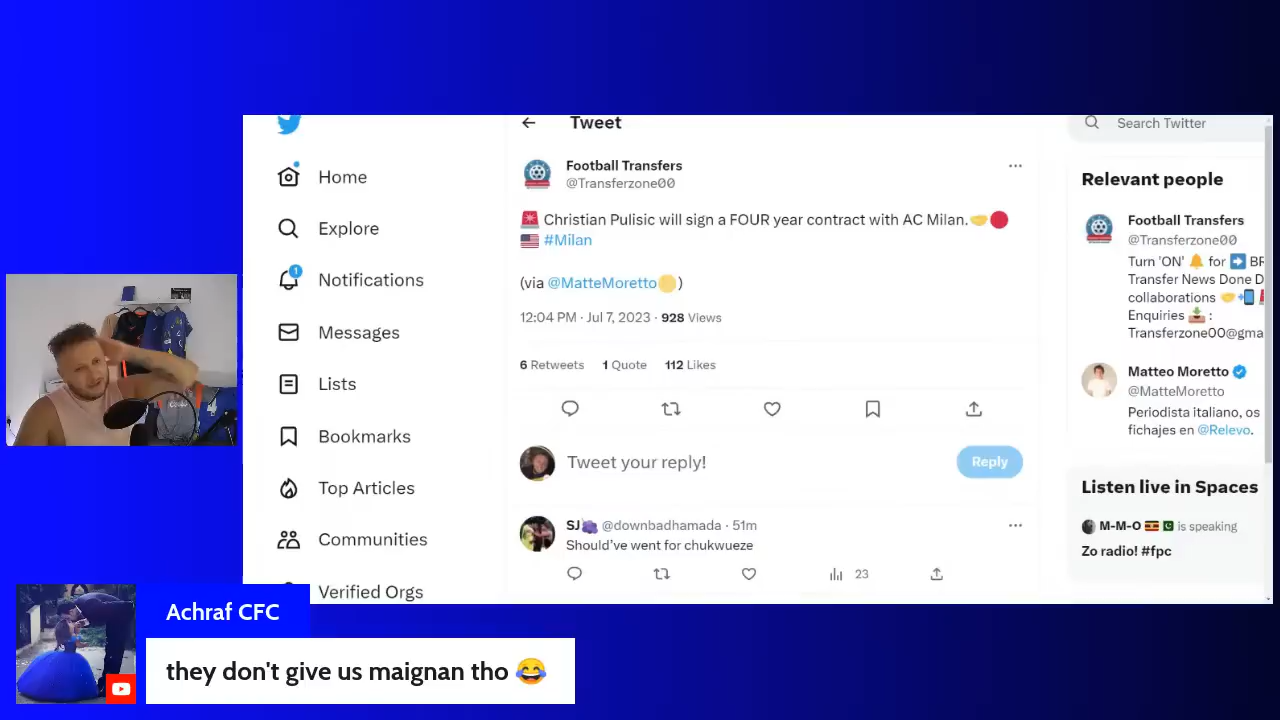 Tweet
Search Twitter
Home
Explore
1
Notifications
Messages
Lists
Bookmarks
Top Articles
Communities
Verified Orgs
Football Transfers
@Transferzone00
🚨 Christian Pulisic will sign a FOUR year contract with AC Milan.🤝🔴
🇺🇸 #Milan
(via @MatteMoretto🟡)
12:04 PM · Jul 7, 2023 · 928 Views
6 Retweets 1 Quote 112 Likes
Tweet your reply!
Reply
SJ🍇 @downbadhamada · 51m
Should've went for chukwueze
23
Relevant people
Football Transfers
@Transferzone00
Turn 'ON' 🔔 for ➡️ BR
Transfer News Done D
collaborations 🤝📲
Enquiries 📥 :
Transferzone00@gma
Matteo Moretto
@MatteMoretto
Periodista italiano, os
fichajes en @Relevo.
Listen live in Spaces
M-M-O 🇺🇬 🇵🇰 is speaking
Zo radio! #fpc
Achraf CFC
they don't give us maignan tho 😂